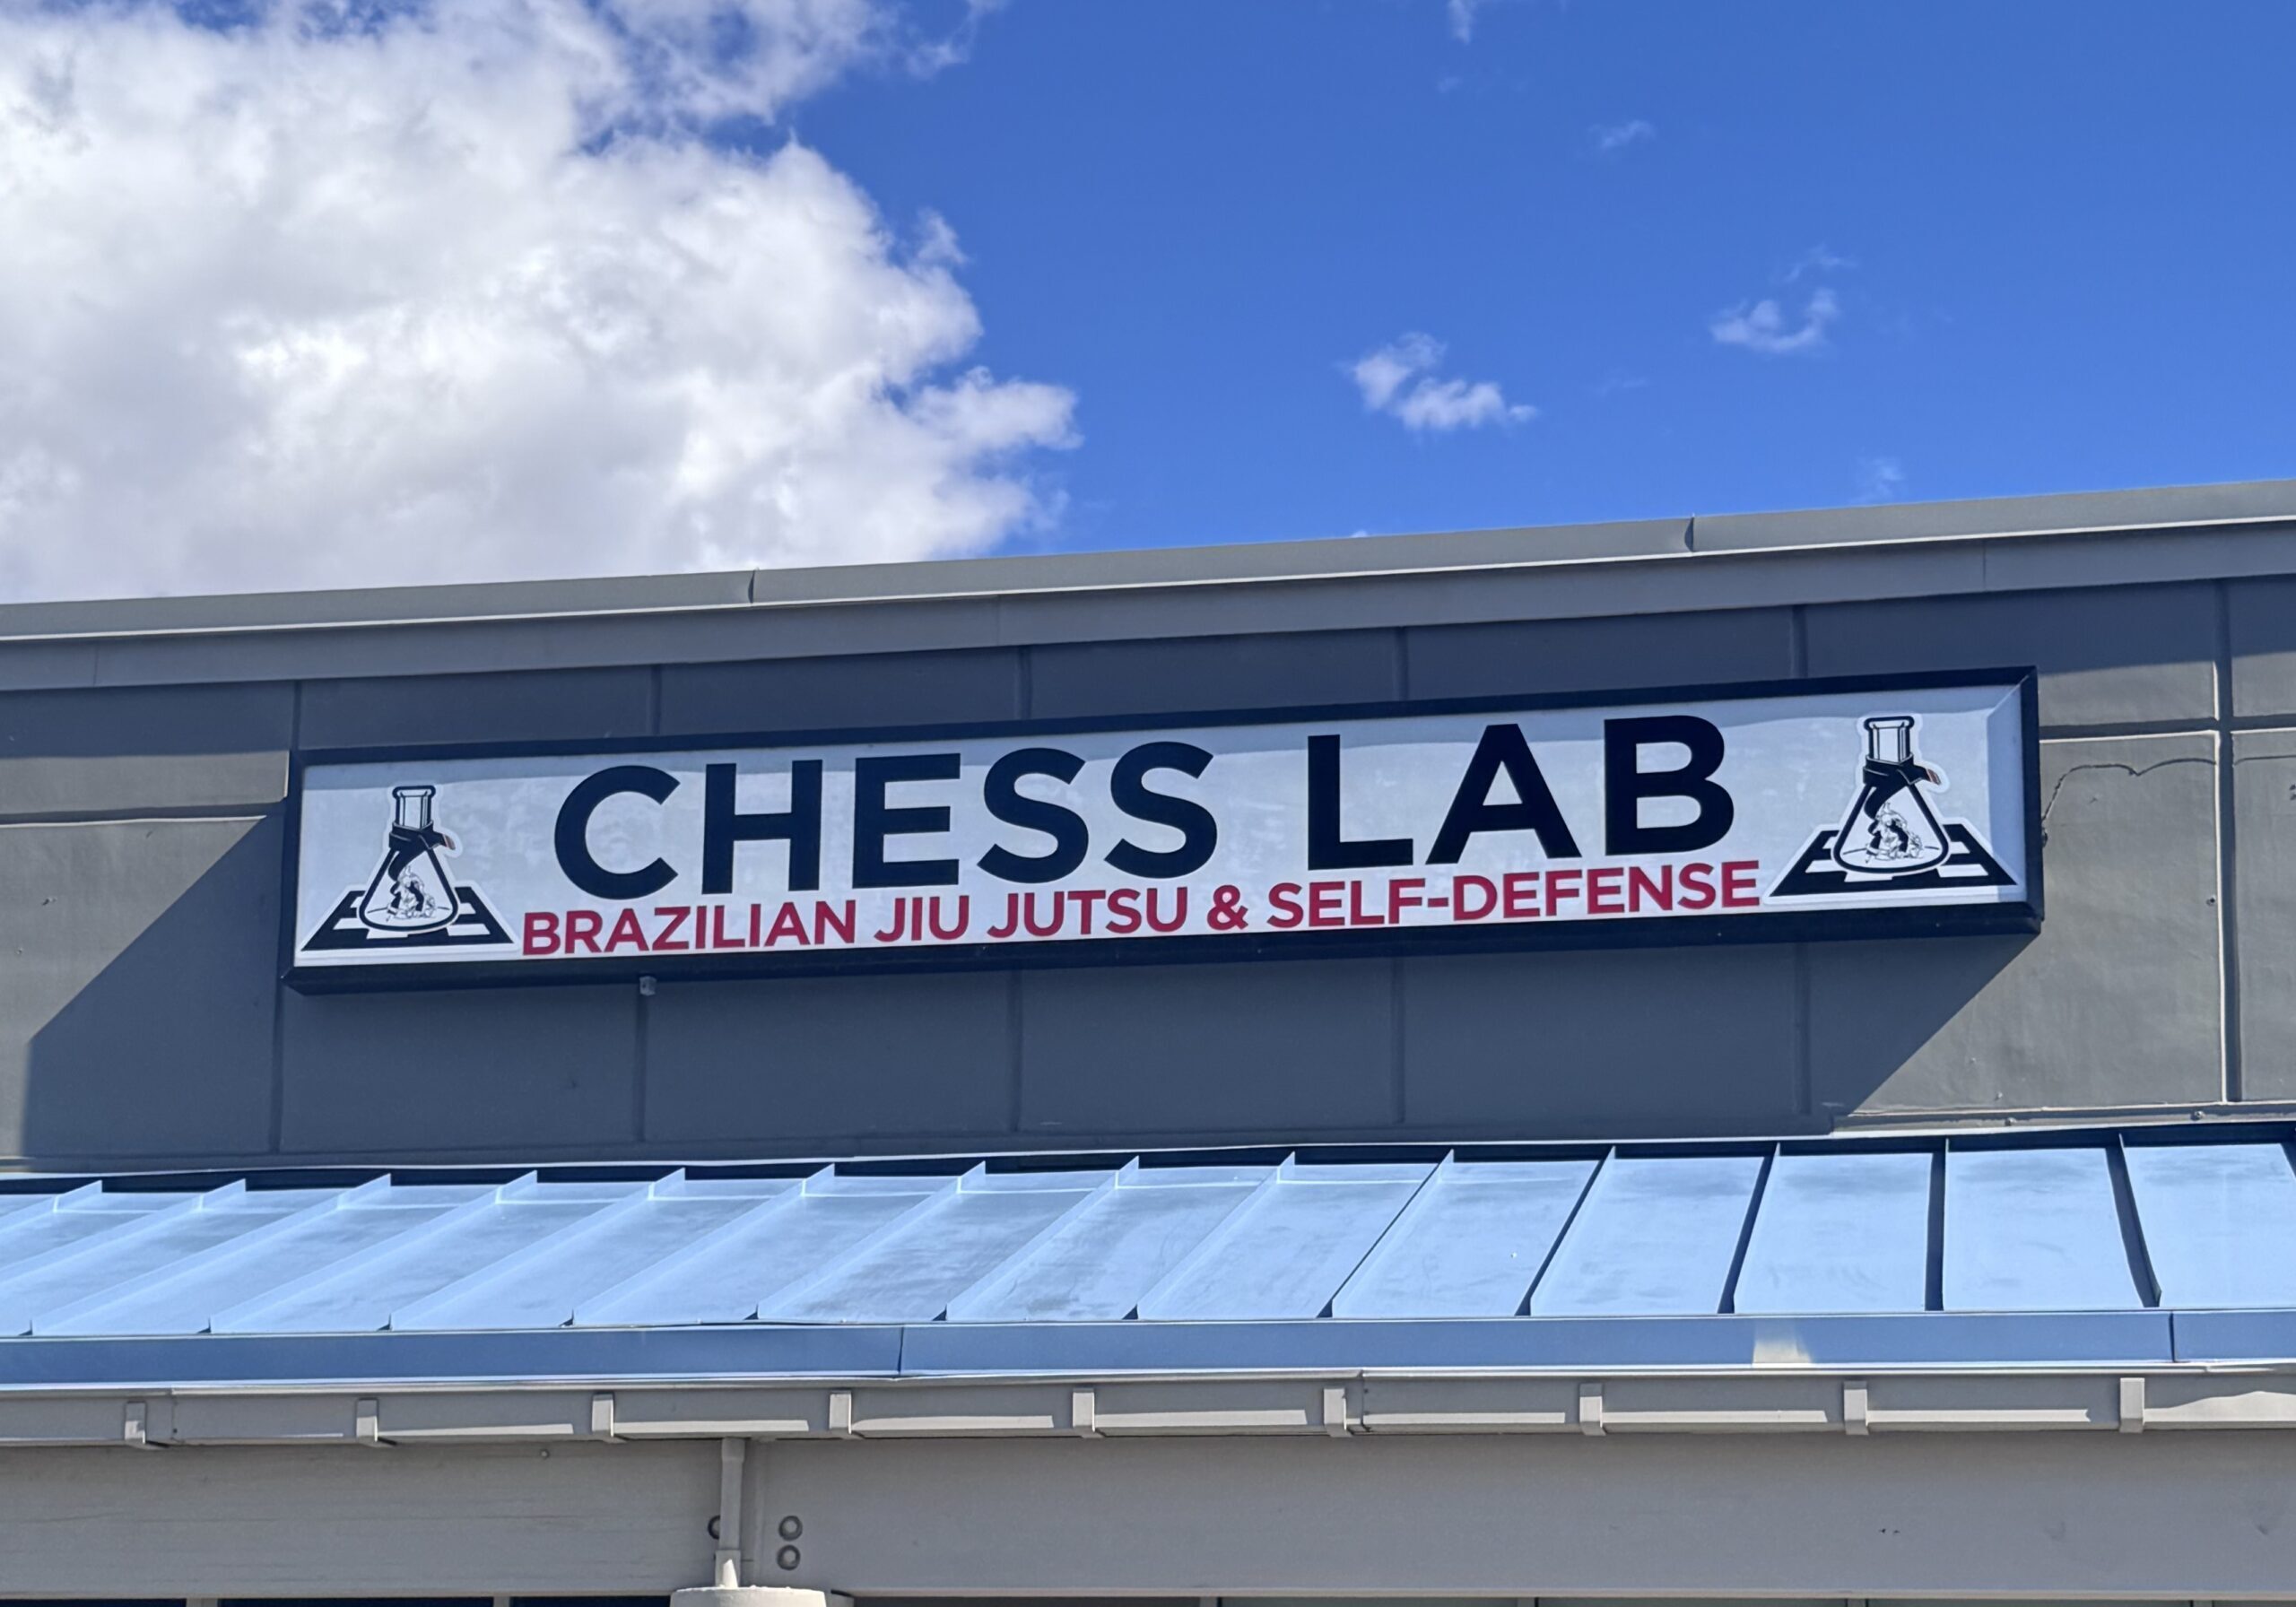 CHESS LAB
BRAZILIAN JIU JUTSU & SELF-DEFENSE